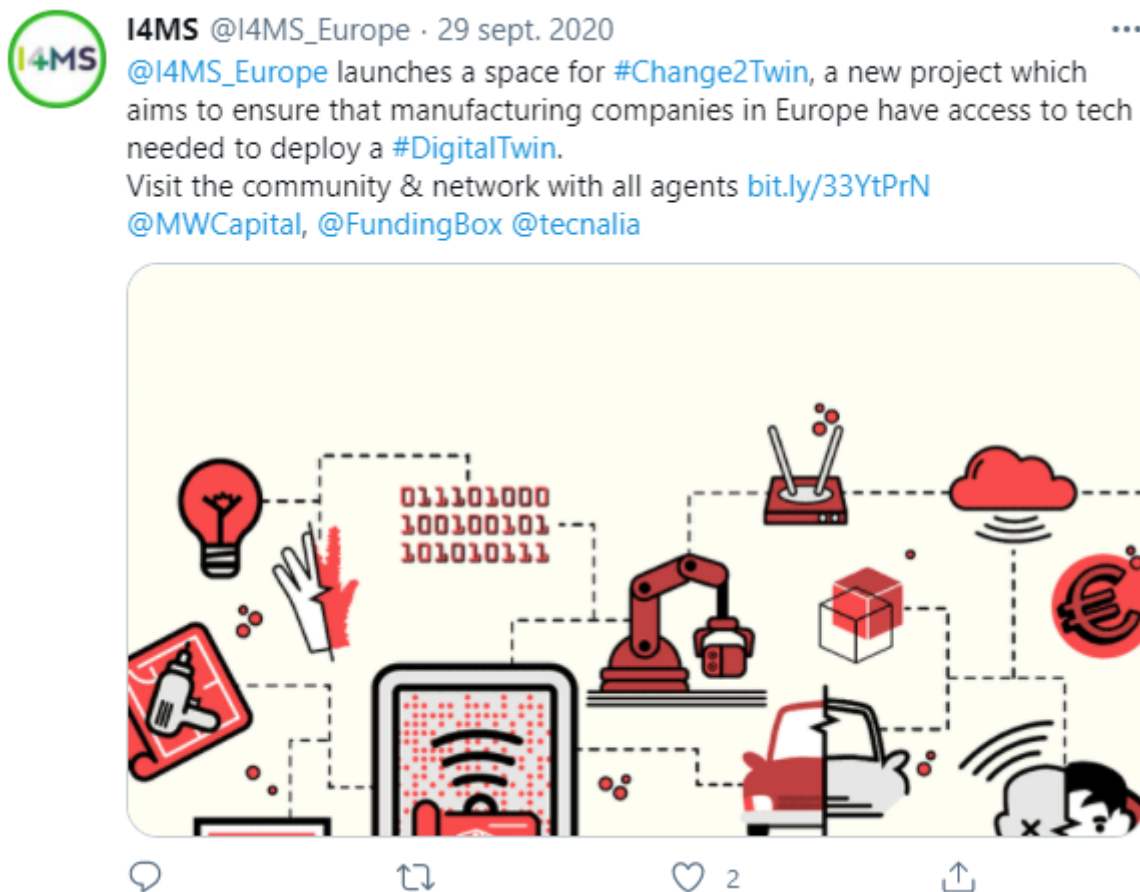 I4MS
I4MS @I4MS_Europe · 29 sept. 2020
@I4MS_Europe launches a space for #Change2Twin, a new project which
aims to ensure that manufacturing companies in Europe have access to tech
needed to deploy a #DigitalTwin.
Visit the community & network with all agents bit.ly/33YtPrN
@MWCapital, @FundingBox @tecnalia
011101000
100100101
101010111
€
2